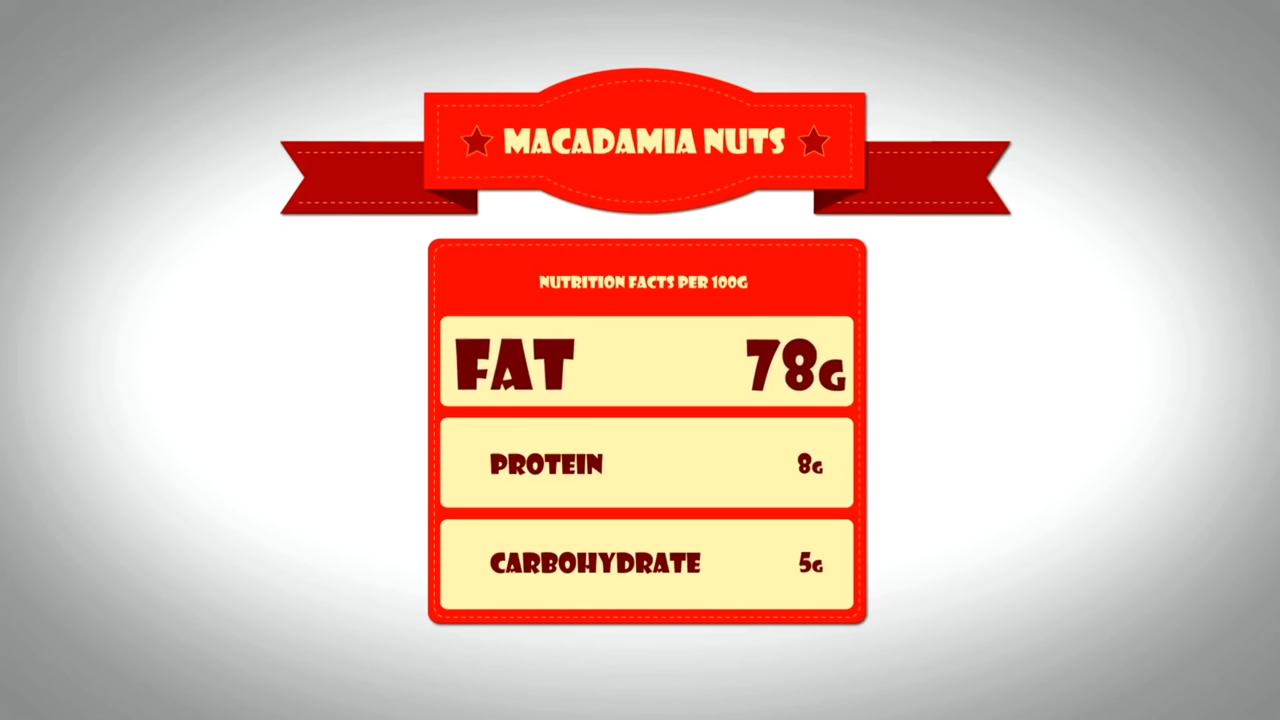 MACADAMIA NUTS
NUTRITION FACTS PER 100G
FAT 78G
PROTEIN 8G
CARBOHYDRATE 5G